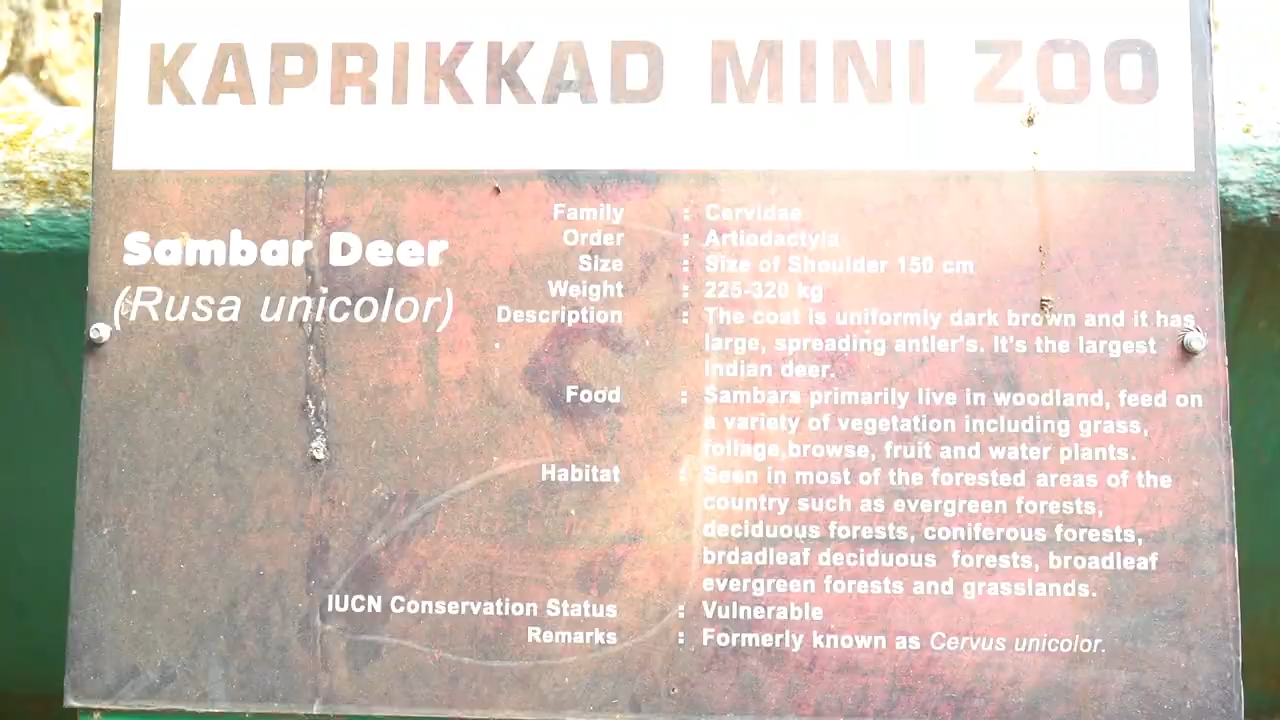 KAPRIKKAD MINI ZOO
Sambar Deer
(Rusa unicolor)
Family : Cervidae
Order : Artiodactyla
Size : Size of Shoulder 150 cm
Weight : 225-320 kg
Description : The coat is uniformly dark brown and it has
large, spreading antler's. It's the largest
Indian deer.
Food : Sambars primarily live in woodland, feed on
a variety of vegetation including grass,
foliage,browse, fruit and water plants.
Habitat : Seen in most of the forested areas of the
country such as evergreen forests,
deciduous forests, coniferous forests,
brdadleaf deciduous forests, broadleaf
evergreen forests and grasslands.
IUCN Conservation Status : Vulnerable
Remarks : Formerly known as Cervus unicolor.